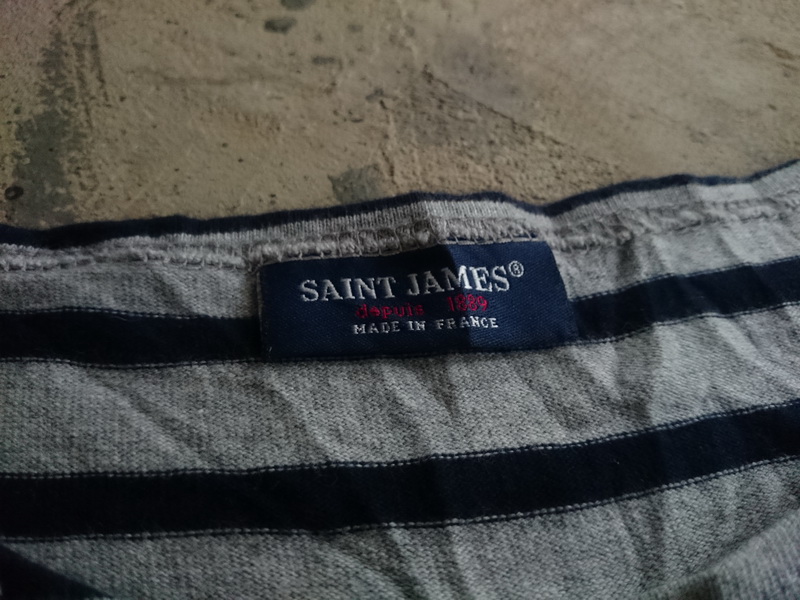 SAINT JAMES®
depuis 1889
MADE IN FRANCE